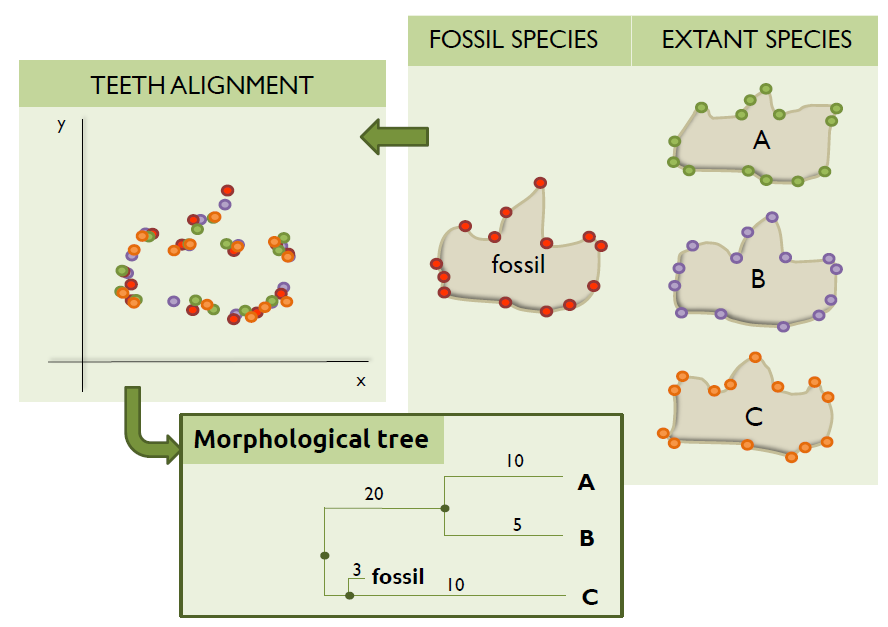 FOSSIL SPECIES
EXTANT SPECIES
TEETH ALIGNMENT
y
x
fossil
A
B
C
Morphological tree
10
A
20
5
B
3
fossil
10
C